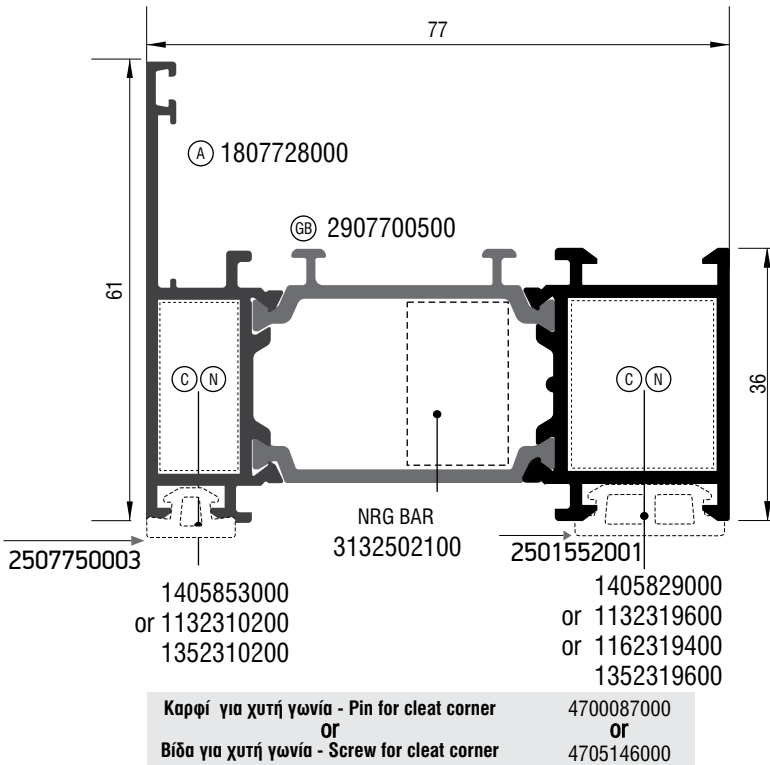 77
A 1807728000
GB 2907700500
61
C N
C N
36
NRG BAR
3132502100
2507750003
2501552001
1405853000
or 1132310200
1352310200
1405829000
or 1132319600
or 1162319400
1352319600
Καρφί για χυτή γωνία - Pin for cleat corner 4700087000
or or
Βίδα για χυτή γωνία - Screw for cleat corner 4705146000